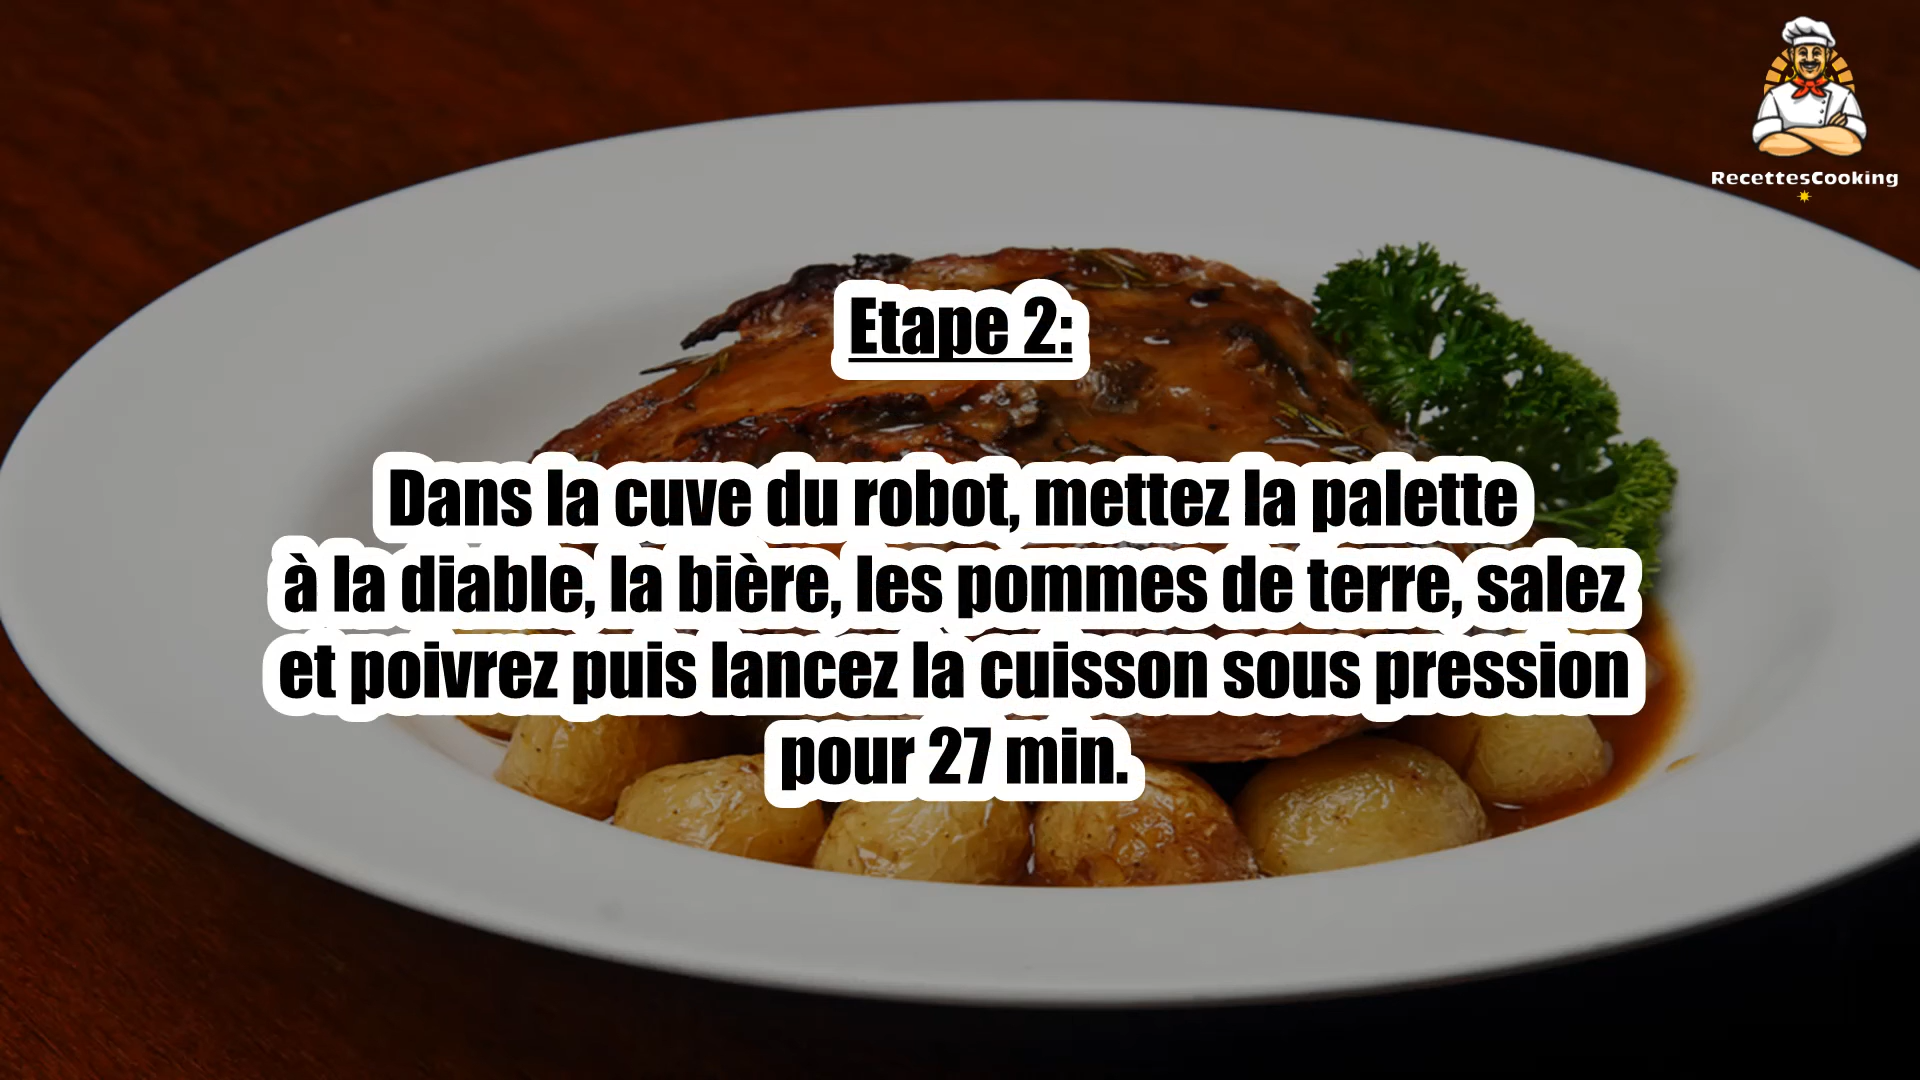 RecettesCooking
Etape 2:
Dans la cuve du robot, mettez la palette
à la diable, la bière, les pommes de terre, salez
et poivrez puis lancez la cuisson sous pression
pour 27 min.